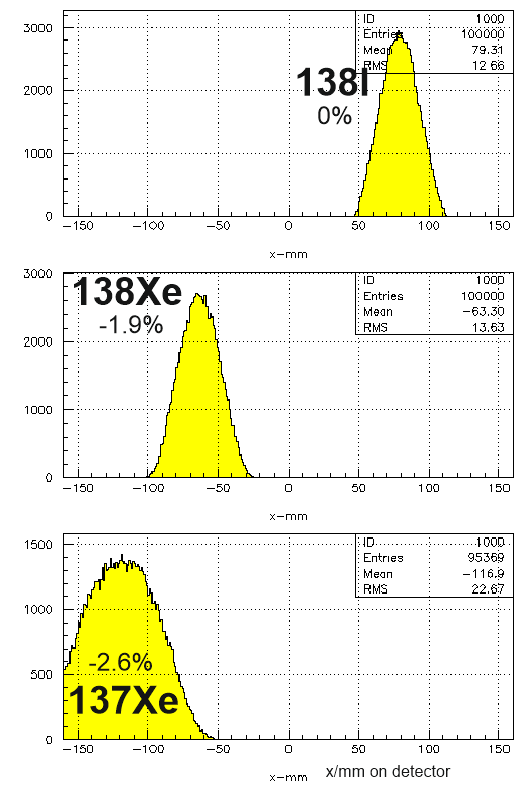 3000
2000
1000
0
ID 1000
Entries 100000
Mean 79.31
RMS 12.66
138I
0%
−150 −100 −50 0 50 100 150
x−mm
3000
2000
1000
0
138Xe
-1.9%
ID 1000
Entries 100000
Mean −63.30
RMS 13.63
−150 −100 −50 0 50 100 150
x−mm
1500
1000
500
0
ID 1000
Entries 95369
Mean −116.9
RMS 22.67
-2.6%
137Xe
−150 −100 −50 0 50 100 150
x−mm x/mm on detector